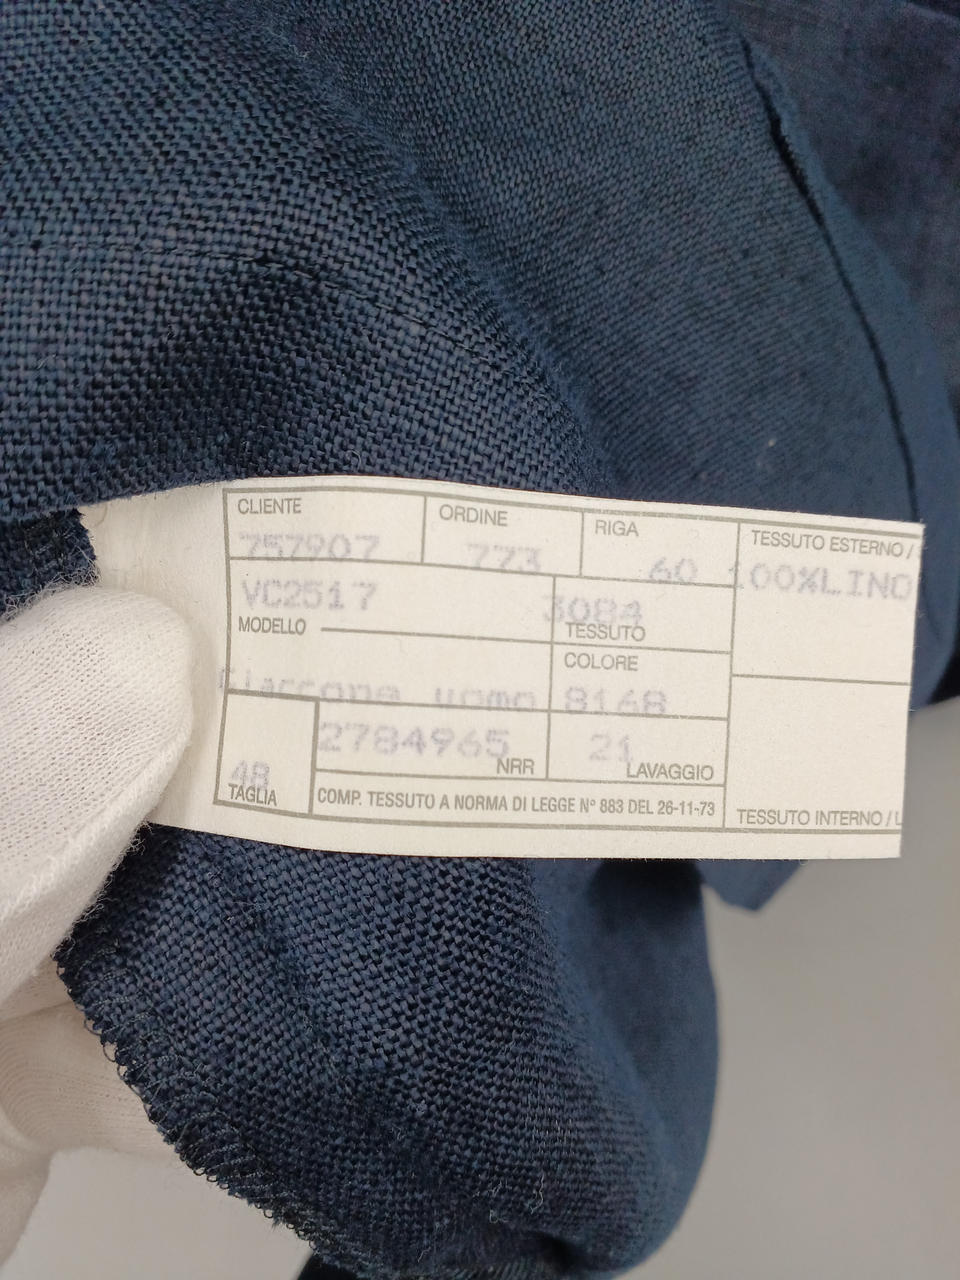 CLIENTE
757907
ORDINE
773
RIGA
60
TESSUTO ESTERNO /
100%LINO
VC2517
MODELLO
3084
TESSUTO
COLORE
Giaccone uomo
8168
2784965
NRR
21
LAVAGGIO
48
TAGLIA
COMP. TESSUTO A NORMA DI LEGGE N° 883 DEL 26-11-73
TESSUTO INTERNO / L